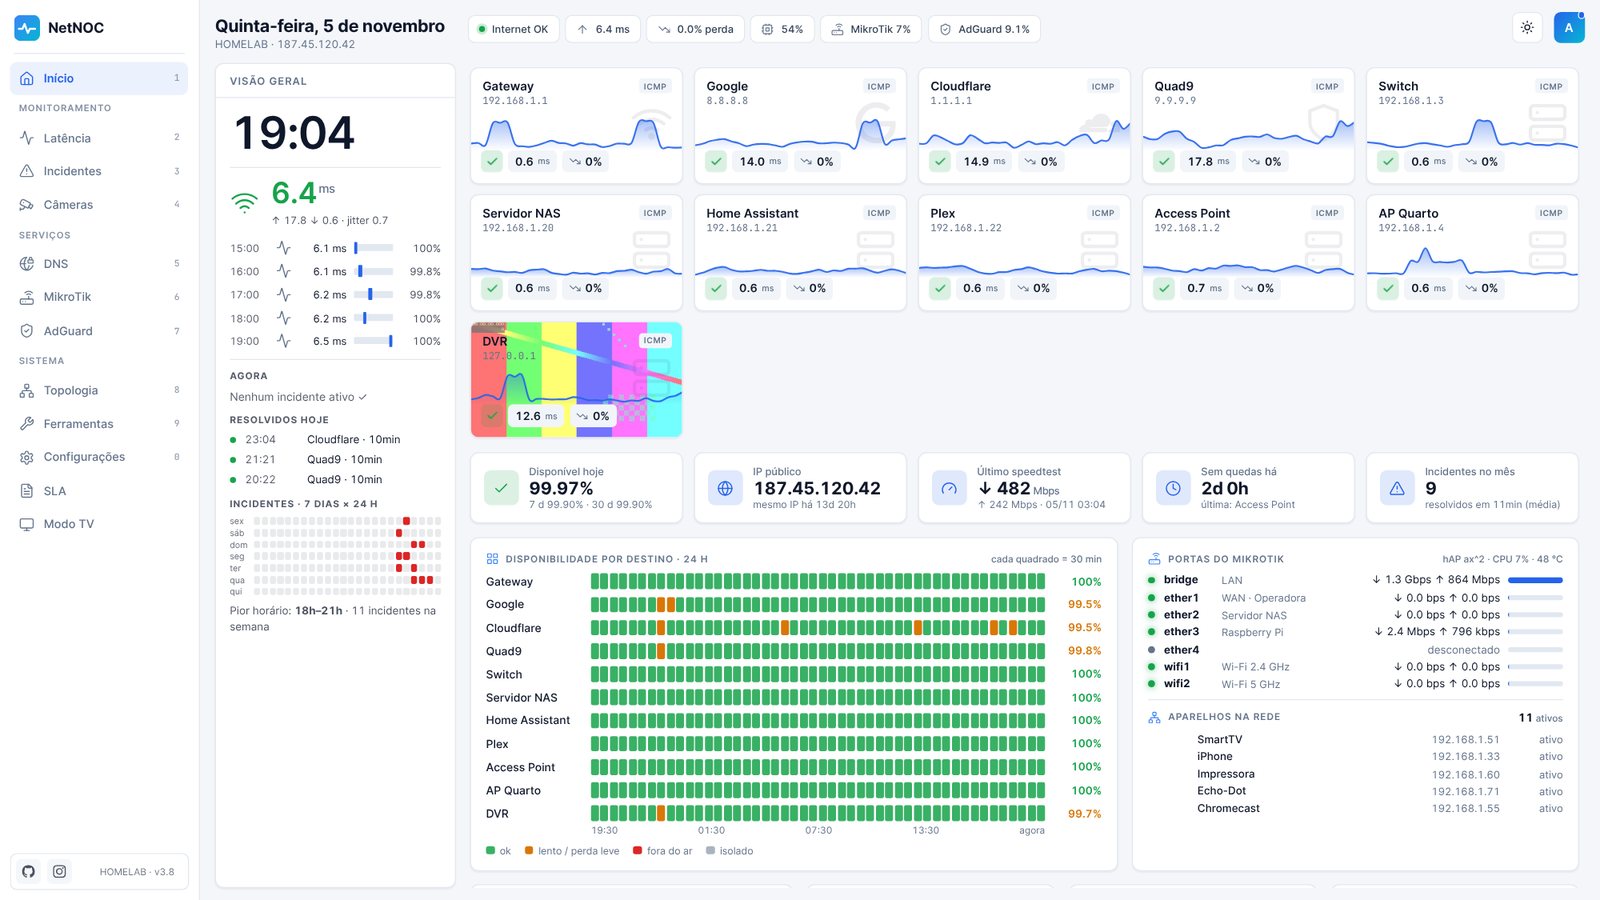 NetNOC
Início 1
MONITORAMENTO
Latência 2
Incidentes 3
Câmeras 4
SERVIÇOS
DNS 5
MikroTik 6
AdGuard 7
SISTEMA
Topologia 8
Ferramentas 9
Configurações 0
SLA
Modo TV
HOMELAB · v3.8
Quinta-feira, 5 de novembro
HOMELAB · 187.45.120.42
Internet OK
↑ 6.4 ms
0.0% perda
54%
MikroTik 7%
AdGuard 9.1%
A
VISÃO GERAL
19:04
6.4 ms
↑ 17.8 ↓ 0.6 · jitter 0.7
15:00 6.1 ms 100%
16:00 6.1 ms 99.8%
17:00 6.2 ms 99.8%
18:00 6.2 ms 100%
19:00 6.5 ms 100%
AGORA
Nenhum incidente ativo ✓
RESOLVIDOS HOJE
23:04 Cloudflare · 10min
21:21 Quad9 · 10min
20:22 Quad9 · 10min
INCIDENTES · 7 DIAS × 24 H
sex
sáb
dom
seg
ter
qua
qui
Pior horário: 18h–21h · 11 incidentes na
semana
Gateway ICMP
192.168.1.1
0.6 ms 0%
Google ICMP
8.8.8.8
14.0 ms 0%
Cloudflare ICMP
1.1.1.1
14.9 ms 0%
Quad9 ICMP
9.9.9.9
17.8 ms 0%
Switch ICMP
192.168.1.3
0.6 ms 0%
Servidor NAS ICMP
192.168.1.20
0.6 ms 0%
Home Assistant ICMP
192.168.1.21
0.6 ms 0%
Plex ICMP
192.168.1.22
0.6 ms 0%
Access Point ICMP
192.168.1.2
0.7 ms 0%
AP Quarto ICMP
192.168.1.4
0.6 ms 0%
DVR ICMP
127.0.0.1
12.6 ms 0%
Disponível hoje
99.97%
7 d 99.90% · 30 d 99.90%
IP público
187.45.120.42
mesmo IP há 13d 20h
Último speedtest
↓ 482 Mbps
↑ 242 Mbps · 05/11 03:04
Sem quedas há
2d 0h
última: Access Point
Incidentes no mês
9
resolvidos em 11min (média)
DISPONIBILIDADE POR DESTINO · 24 H cada quadrado = 30 min
Gateway 100%
Google 99.5%
Cloudflare 99.5%
Quad9 99.8%
Switch 100%
Servidor NAS 100%
Home Assistant 100%
Plex 100%
Access Point 100%
AP Quarto 100%
DVR 99.7%
19:30 01:30 07:30 13:30 agora
ok lento / perda leve fora do ar isolado
PORTAS DO MIKROTIK hAP ax^2 · CPU 7% · 48 °C
bridge LAN ↓ 1.3 Gbps ↑ 864 Mbps
ether1 WAN · Operadora ↓ 0.0 bps ↑ 0.0 bps
ether2 Servidor NAS ↓ 0.0 bps ↑ 0.0 bps
ether3 Raspberry Pi ↓ 2.4 Mbps ↑ 796 kbps
ether4 desconectado
wifi1 Wi-Fi 2.4 GHz ↓ 0.0 bps ↑ 0.0 bps
wifi2 Wi-Fi 5 GHz ↓ 0.0 bps ↑ 0.0 bps
APARELHOS NA REDE 11 ativos
SmartTV 192.168.1.51 ativo
iPhone 192.168.1.33 ativo
Impressora 192.168.1.60 ativo
Echo-Dot 192.168.1.71 ativo
Chromecast 192.168.1.55 ativo